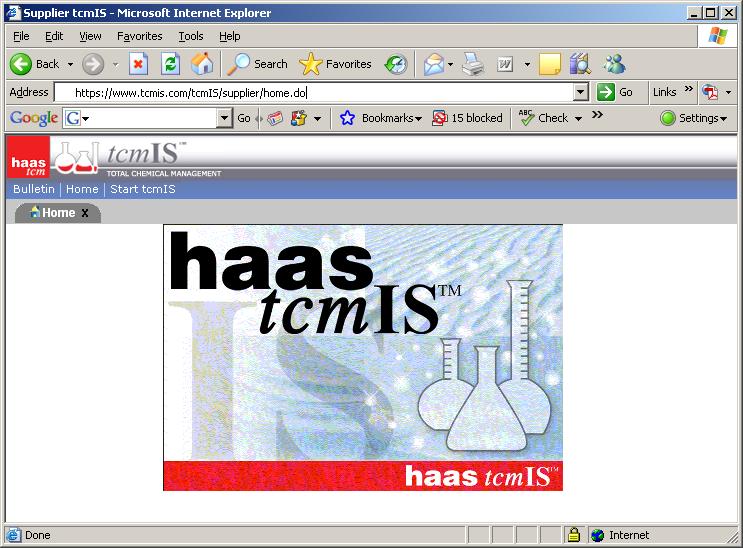 Supplier tcmIS - Microsoft Internet Explorer
File Edit View Favorites Tools Help
Back Search Favorites W
Address https://www.tcmis.com/tcmIS/supplier/home.do Go Links »
Google G Go Bookmarks 15 blocked ABC Check » Settings
haas tcm tcmIS™
TOTAL CHEMICAL MANAGEMENT
Bulletin | Home | Start tcmIS
Home x
haas
tcmIS™
IS
haas tcmIS™
Done Internet